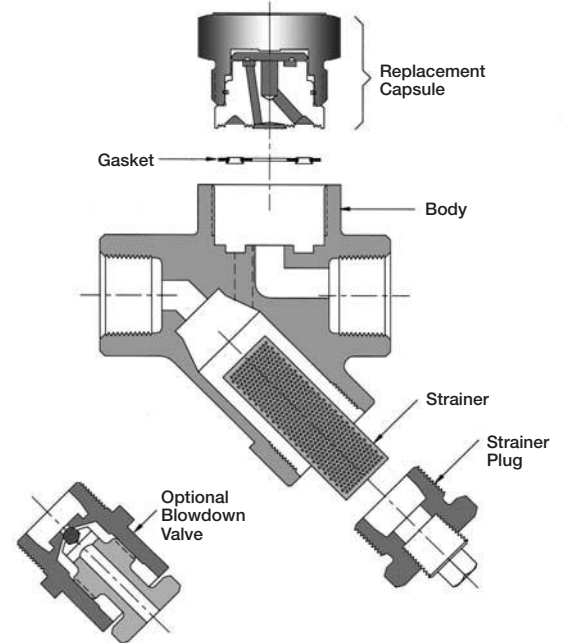 Replacement
Capsule
Gasket
Body
Strainer
Strainer
Plug
Optional
Blowdown
Valve